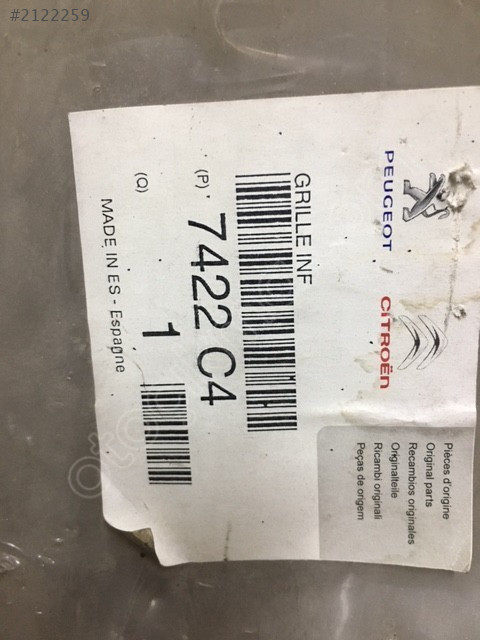 #2122259
PEUGEOT
CITROËN
Pièces d'origine
Original parts
Recambios originales
Originalteile
Ricambi originali
Peças de origem
GRILLE INF
(P)
7422 C4
(Q)
1
MADE IN ES - Espagne